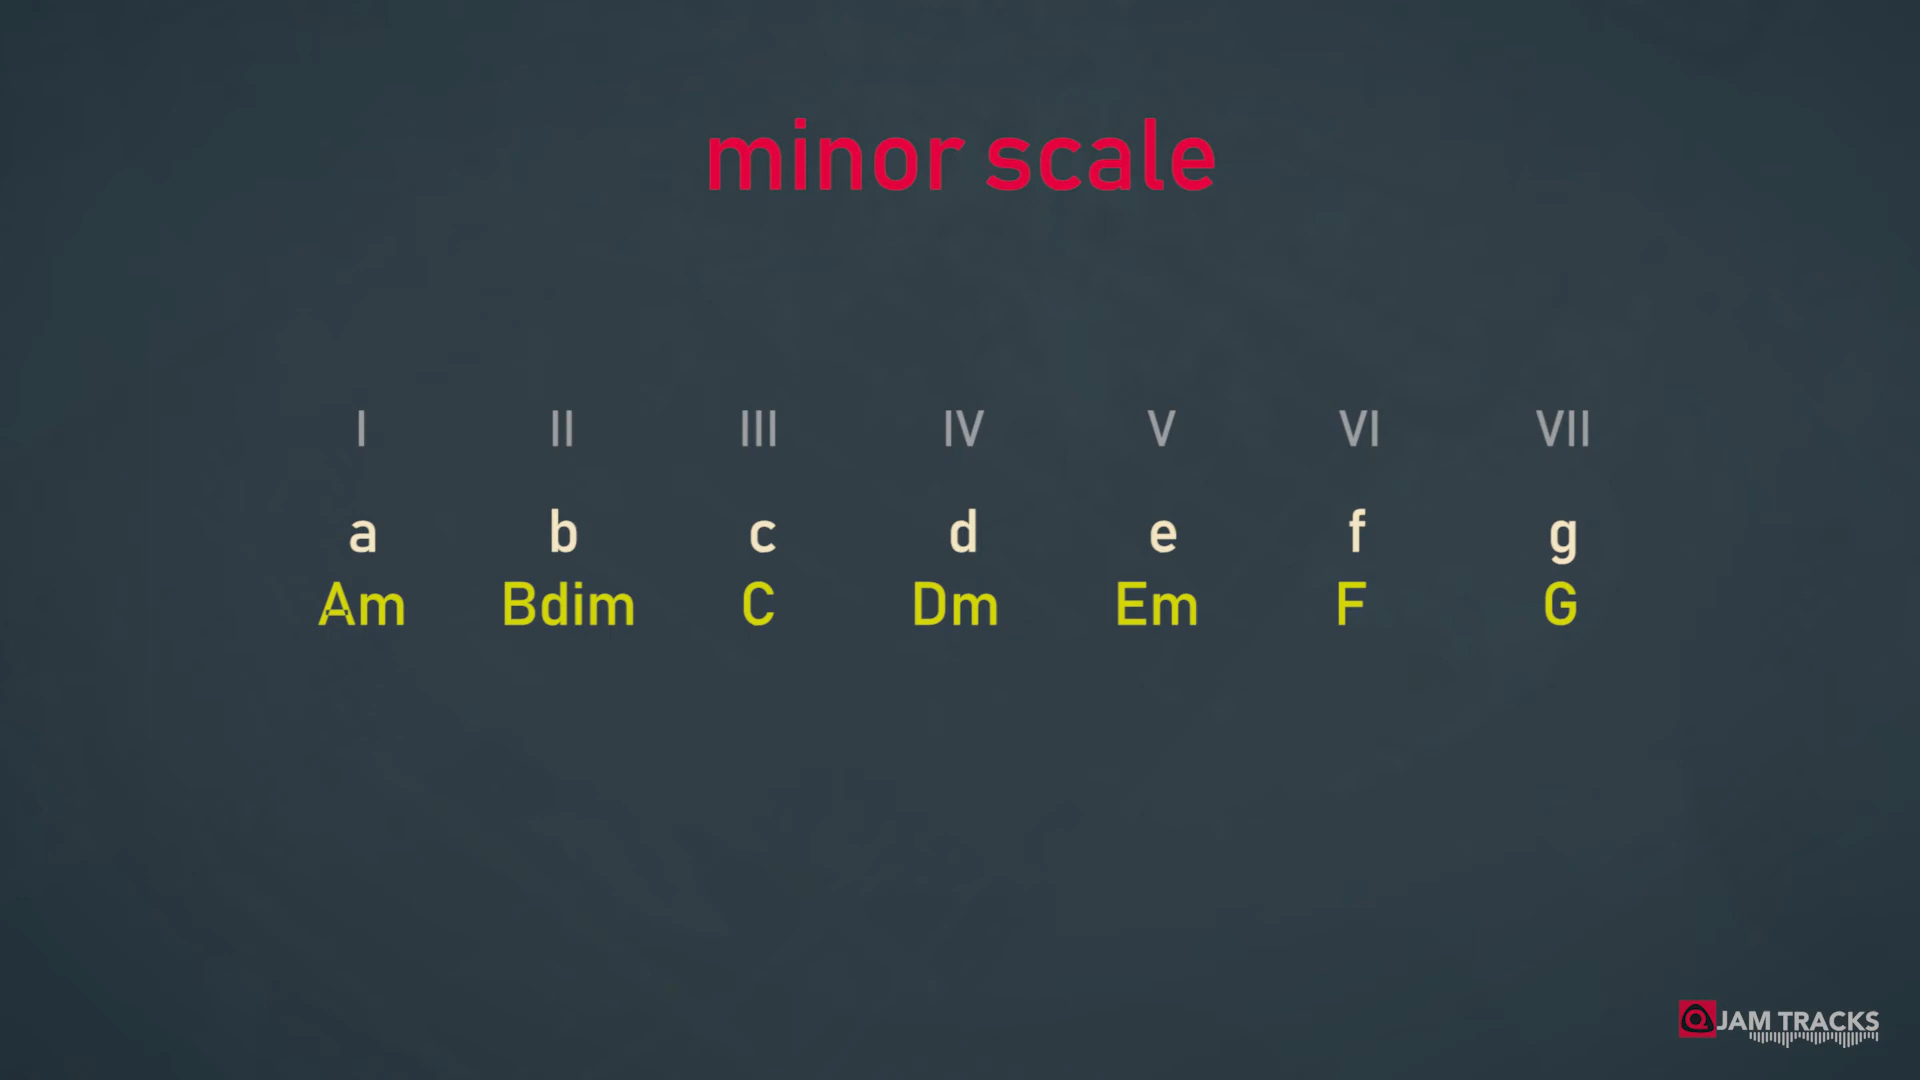 minor scale
I II III IV V VI VII
a b c d e f g
Am Bdim C Dm Em F G
JAM TRACKS